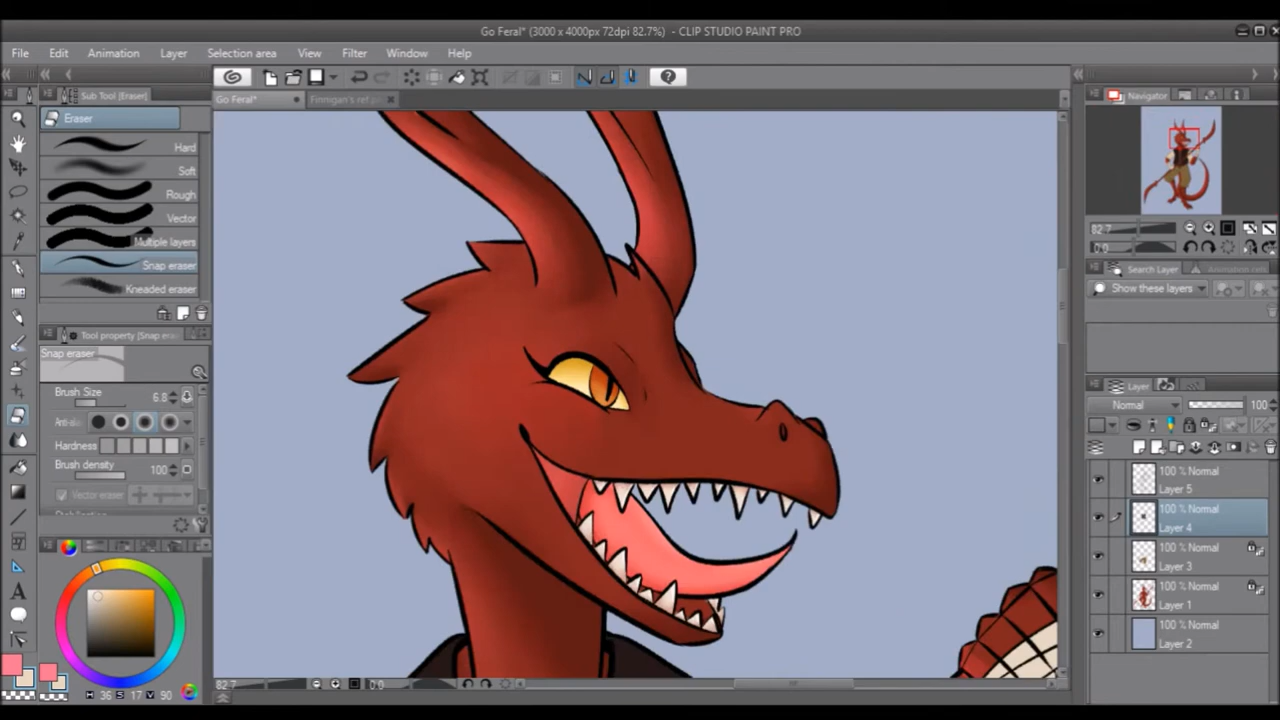 Go Feral* (3000 x 4000px 72dpi 82.7%) - CLIP STUDIO PAINT PRO
File Edit Animation Layer Selection area View Filter Window Help
Sub Tool [Eraser]
Go Feral*
Finnigan's ref
Navigator
Eraser
Hard
Soft
Rough
Vector
Multiple layers
Snap eraser
Kneaded eraser
Tool property [Snap
Snap eraser
Brush Size 6.8
Hardness
Brush density 100
Vector eraser
H 36 S 17 V 90
82.7 0.0
82.7
0.0
Search Layer
Show these layers
Layer
Normal 100
100 % Normal
Layer 5
100 % Normal
Layer 4
100 % Normal
Layer 3
100 % Normal
Layer 1
100 % Normal
Layer 2